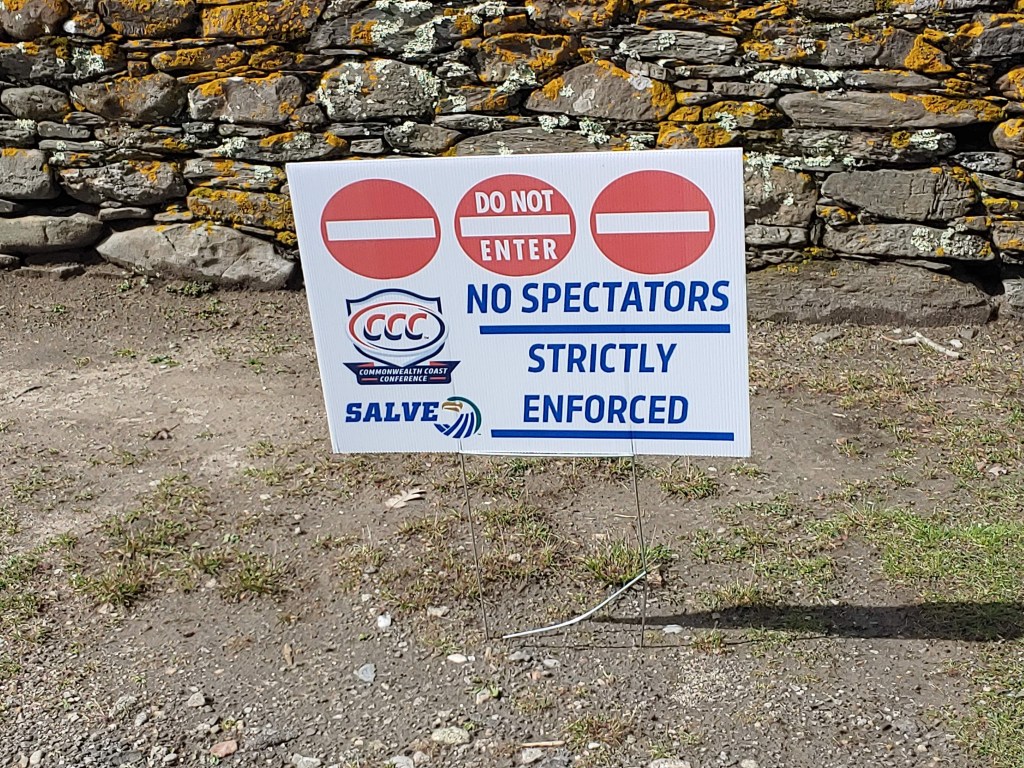 DO NOT
ENTER
NO SPECTATORS
STRICTLY
ENFORCED
CCC
COMMONWEALTH COAST
CONFERENCE
SALVE